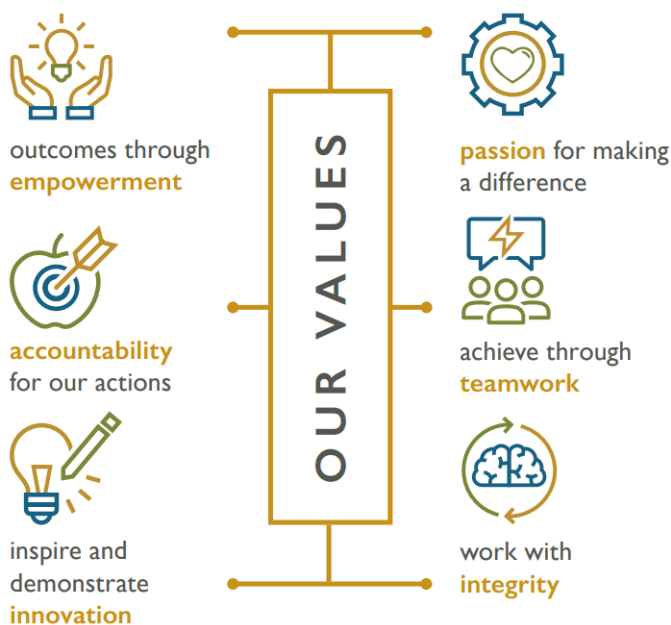 outcomes through
empowerment
accountability
for our actions
inspire and
demonstrate
innovation
OUR VALUES
passion for making
a difference
achieve through
teamwork
work with
integrity